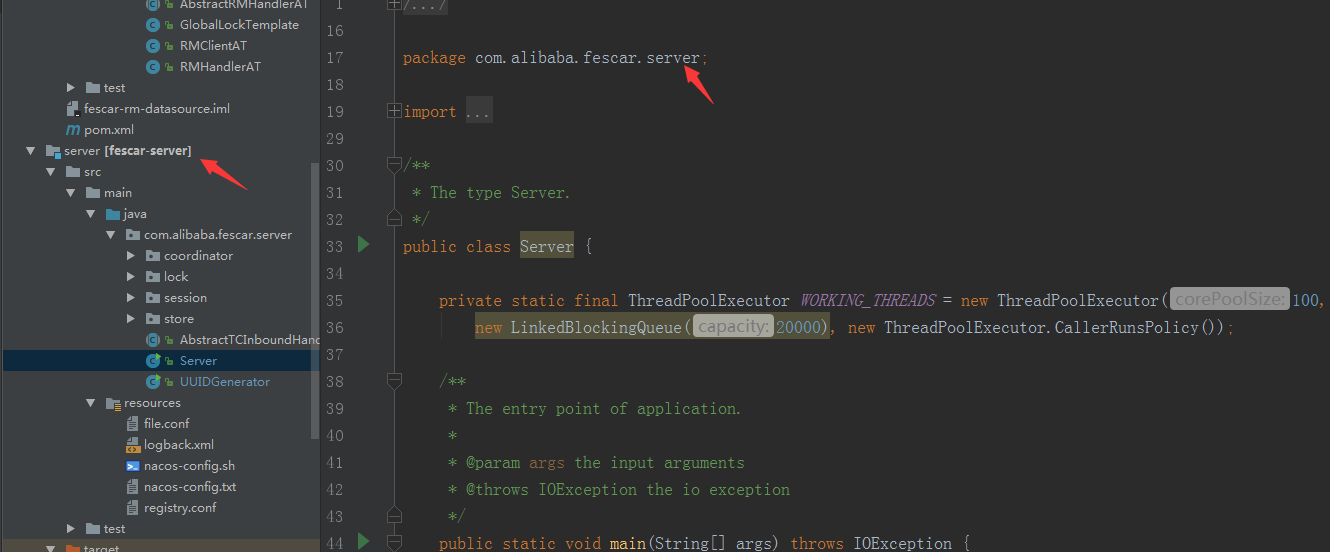 AbstractRMHandlerAT
GlobalLockTemplate
RMClientAT
RMHandlerAT
test
fescar-rm-datasource.iml
pom.xml
server [fescar-server]
src
main
java
com.alibaba.fescar.server
coordinator
lock
session
store
AbstractTCInboundHand
Server
UUIDGenerator
resources
file.conf
logback.xml
nacos-config.sh
nacos-config.txt
registry.conf
test
target
1 /.../
16
17 package com.alibaba.fescar.server;
18
19 import ...
29
30 /**
31 * The type Server.
32 */
33 public class Server {
34
35 private static final ThreadPoolExecutor WORKING_THREADS = new ThreadPoolExecutor( corePoolSize: 100,
36 new LinkedBlockingQueue( capacity: 20000), new ThreadPoolExecutor.CallerRunsPolicy());
37
38 /**
39 * The entry point of application.
40 *
41 * @param args the input arguments
42 * @throws IOException the io exception
43 */
44 public static void main(String[] args) throws IOException {